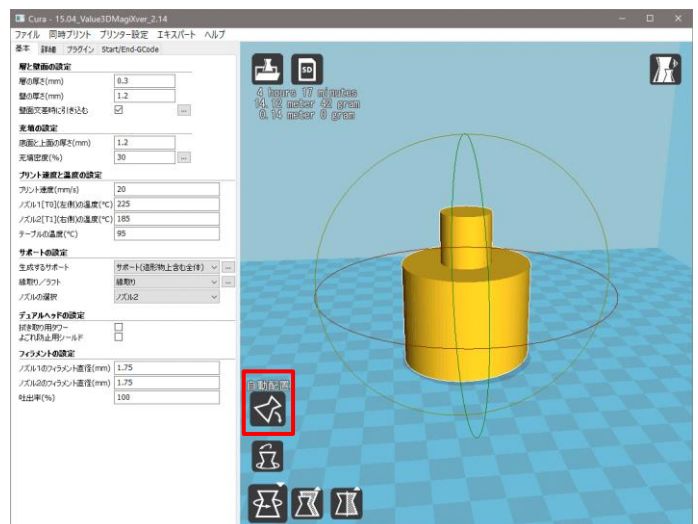 Cura - 15.04_Value3DMagiXver_2.14
ファイル 同時プリント プリンター設定 エキスパート ヘルプ
基本 詳細 プラグイン Start/End-GCode
層と壁面の設定
層の厚さ(mm) 0.3
壁の厚さ(mm) 1.2
壁面交差時に引き込む ...
充填の設定
底面と上面の厚さ(mm) 1.2
充填密度(%) 30 ...
プリント速度と温度の設定
プリント速度(mm/s) 20
ノズル1[T0](左側)の温度(℃) 225
ノズル2[T1](右側)の温度(℃) 185
テーブルの温度(℃) 95
サポートの設定
生成するサポート サポート(造形物上含む全体) ...
縁取り/ラフト 縁取り ...
ノズルの選択 ノズル2
デュアルヘッドの設定
拭き取り用タワー
よごれ防止用シールド
フィラメントの設定
ノズル1のフィラメント直径(mm) 1.75
ノズル2のフィラメント直径(mm) 1.75
吐出率(%) 100
SD
4 hours 17 minutes
14.12 meter 42 gram
0.14 meter 0 gram
自動配置